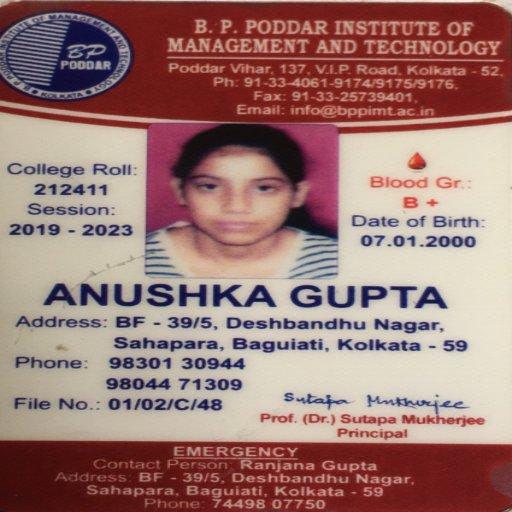 B. P. PODDAR INSTITUTE OF
MANAGEMENT AND TECHNOLOGY
Poddar Vihar, 137, V.I.P. Road, Kolkata - 52,
Ph: 91-33-4061-9174/9175/9176,
Fax: 91-33-25739401,
Email: info@bppimt.ac.in
B. P. PODDAR INSTITUTE OF MANAGEMENT AND TECHNOLOGY
BP
PODDAR
KOLKATA
College Roll:
212411
Session:
2019 - 2023
Blood Gr.:
B +
Date of Birth:
07.01.2000
ANUSHKA GUPTA
Address: BF - 39/5, Deshbandhu Nagar,
Sahapara, Baguiati, Kolkata - 59
Phone: 98301 30944
98044 71309
File No.: 01/02/C/48
Sutapa Mukherjee
Prof. (Dr.) Sutapa Mukherjee
Principal
EMERGENCY
Contact Person: Ranjana Gupta
Address: BF - 39/5, Deshbandhu Nagar,
Sahapara, Baguiati, Kolkata - 59
Phone: 74498 07750